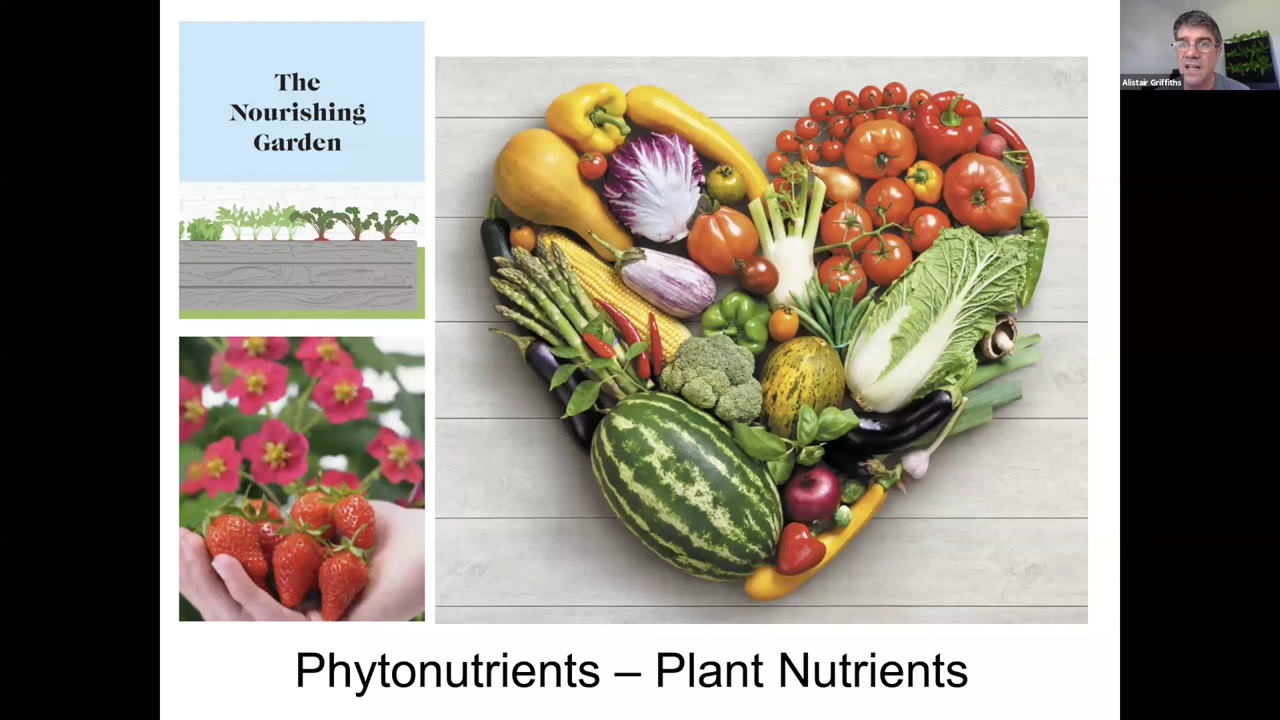 The
Nourishing
Garden
Alistair Griffiths
Phytonutrients – Plant Nutrients